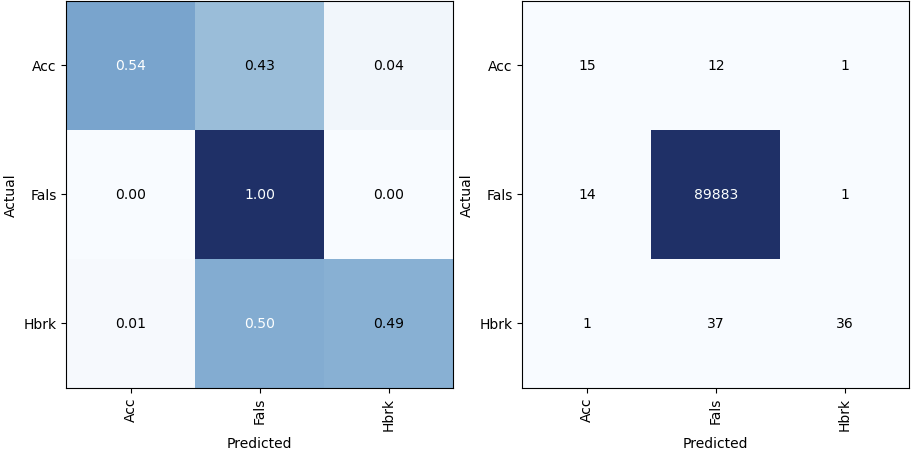 Actual
Acc 0.54 0.43 0.04
Fals 0.00 1.00 0.00
Hbrk 0.01 0.50 0.49
Acc Fals Hbrk
Predicted
Actual
Acc 15 12 1
Fals 14 89883 1
Hbrk 1 37 36
Acc Fals Hbrk
Predicted